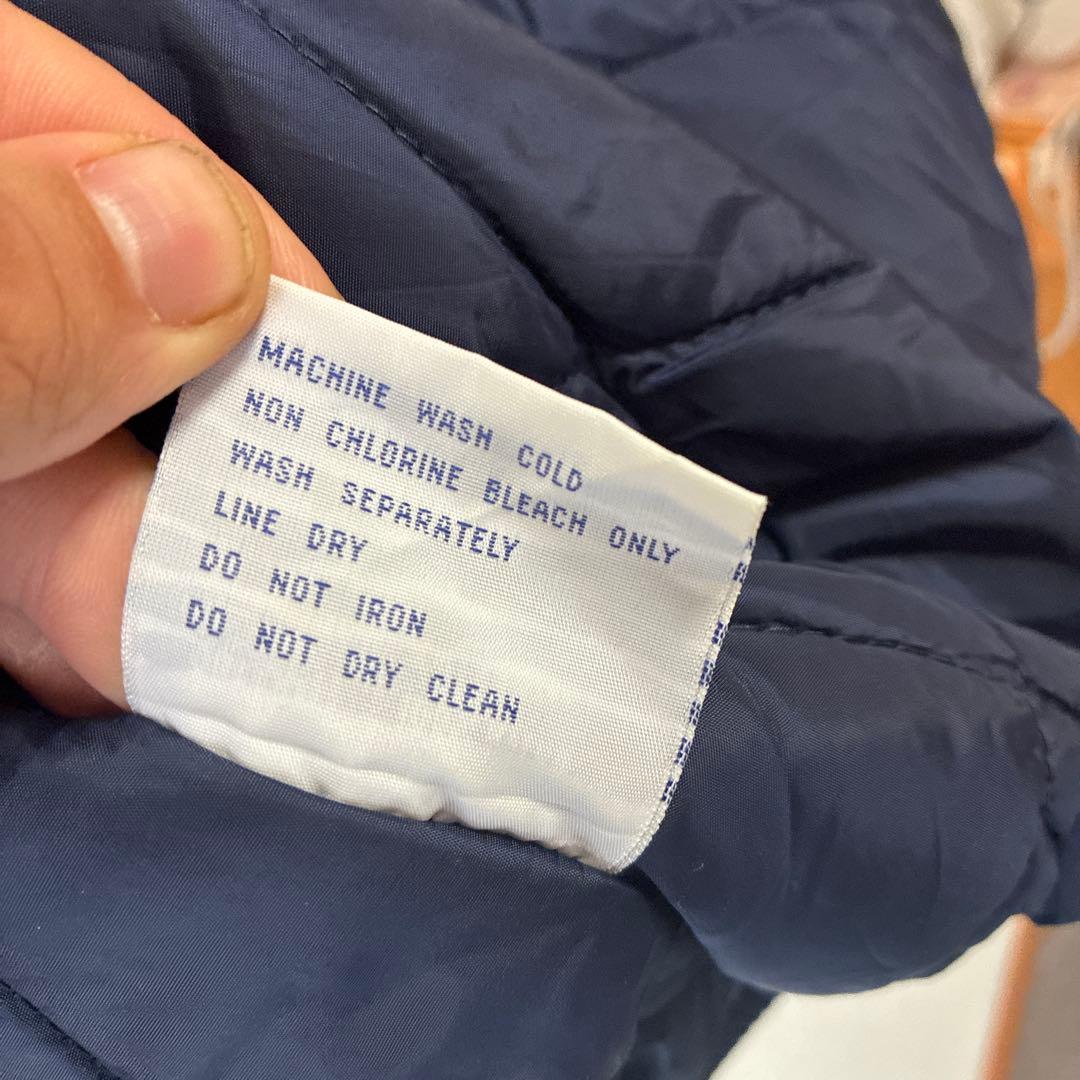 MACHINE WASH COLD
NON CHLORINE BLEACH ONLY
WASH SEPARATELY
LINE DRY
DO NOT IRON
DO NOT DRY CLEAN